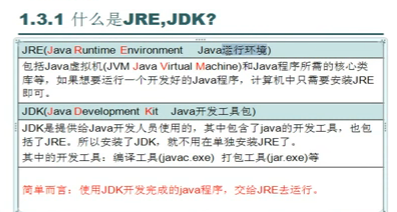 1.3.1 什么是JRE,JDK?
JRE(Java Runtime Environment Java运行环境)
包括Java虚拟机(JVM Java Virtual Machine)和Java程序所需的核心类
库等，如果想要运行一个开发好的Java程序，计算机中只需要安装JRE
即可。
JDK(Java Development Kit Java开发工具包)
JDK是提供给Java开发人员使用的，其中包含了java的开发工具，也包
括了JRE。所以安装了JDK，就不用在单独安装JRE了。
其中的开发工具：编译工具(javac.exe) 打包工具(jar.exe)等
简单而言：使用JDK开发完成的java程序，交给JRE去运行。